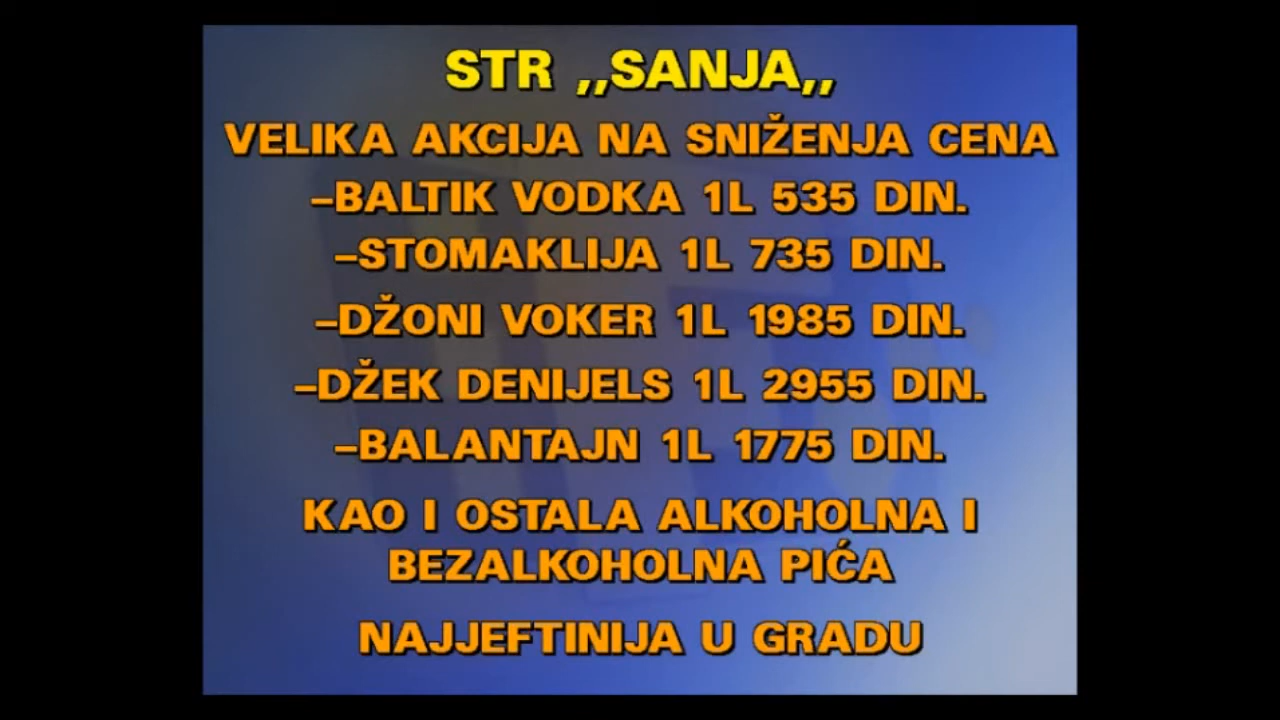 STR ,,SANJA,,
VELIKA AKCIJA NA SNIŽENJA CENA
–BALTIK VODKA 1L 535 DIN.
–STOMAKLIJA 1L 735 DIN.
–DŽONI VOKER 1L 1985 DIN.
–DŽEK DENIJELS 1L 2955 DIN.
–BALANTAJN 1L 1775 DIN.
KAO I OSTALA ALKOHOLNA I
BEZALKOHOLNA PIĆA
NAJJEFTINIJA U GRADU